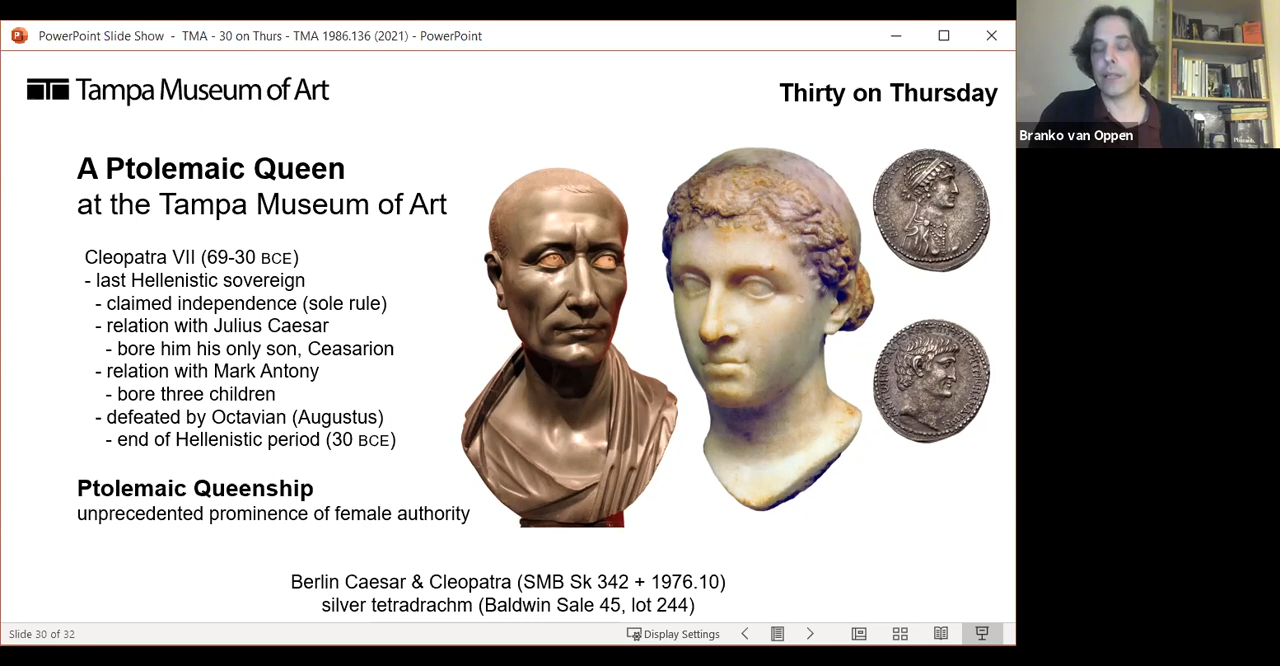 PowerPoint Slide Show - TMA - 30 on Thurs - TMA 1986.136 (2021) - PowerPoint
Tampa Museum of Art
Thirty on Thursday
A Ptolemaic Queen
at the Tampa Museum of Art
Cleopatra VII (69-30 BCE)
- last Hellenistic sovereign
- claimed independence (sole rule)
- relation with Julius Caesar
- bore him his only son, Ceasarion
- relation with Mark Antony
- bore three children
- defeated by Octavian (Augustus)
- end of Hellenistic period (30 BCE)
Ptolemaic Queenship
unprecedented prominence of female authority
Berlin Caesar & Cleopatra (SMB Sk 342 + 1976.10)
silver tetradrachm (Baldwin Sale 45, lot 244)
Slide 30 of 32
Display Settings
Branko van Oppen